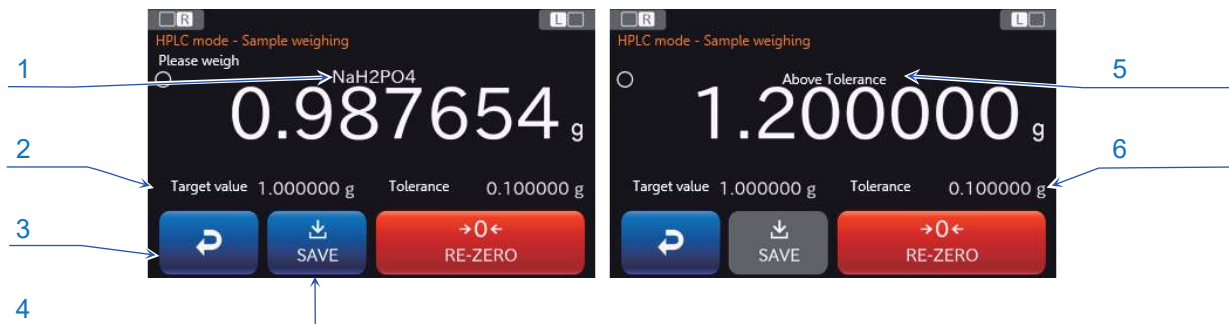 R L
HPLC mode - Sample weighing
Please weigh
NaH2PO4
0.987654 g
Target value 1.000000 g Tolerance 0.100000 g
SAVE
→0←
RE-ZERO
R L
HPLC mode - Sample weighing
Above Tolerance
1.200000 g
Target value 1.000000 g Tolerance 0.100000 g
SAVE
→0←
RE-ZERO
1
2
3
4
5
6